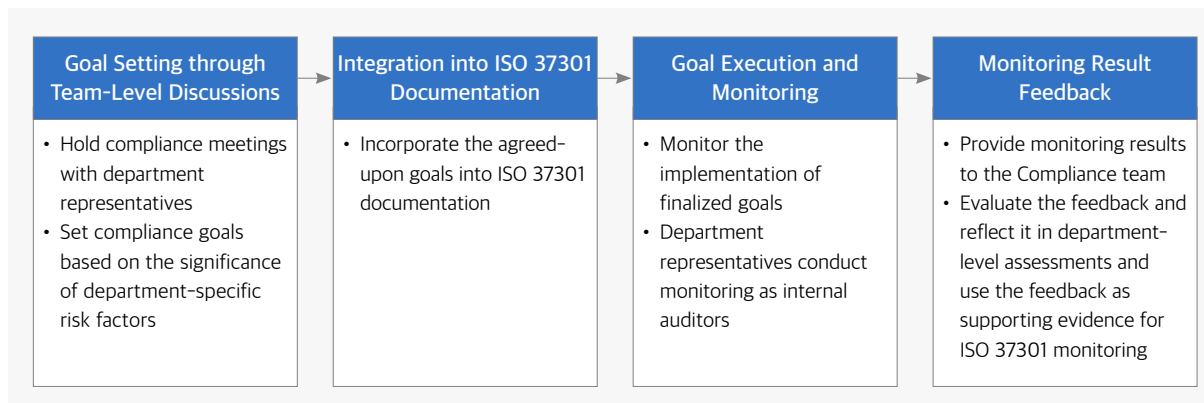 Goal Setting through
Team-Level Discussions
• Hold compliance meetings
with department
representatives
• Set compliance goals
based on the significance
of department-specific
risk factors
Integration into ISO 37301
Documentation
• Incorporate the agreed-
upon goals into ISO 37301
documentation
Goal Execution and
Monitoring
• Monitor the
implementation of
finalized goals
• Department
representatives conduct
monitoring as internal
auditors
Monitoring Result
Feedback
• Provide monitoring results
to the Compliance team
• Evaluate the feedback and
reflect it in department-
level assessments and
use the feedback as
supporting evidence for
ISO 37301 monitoring